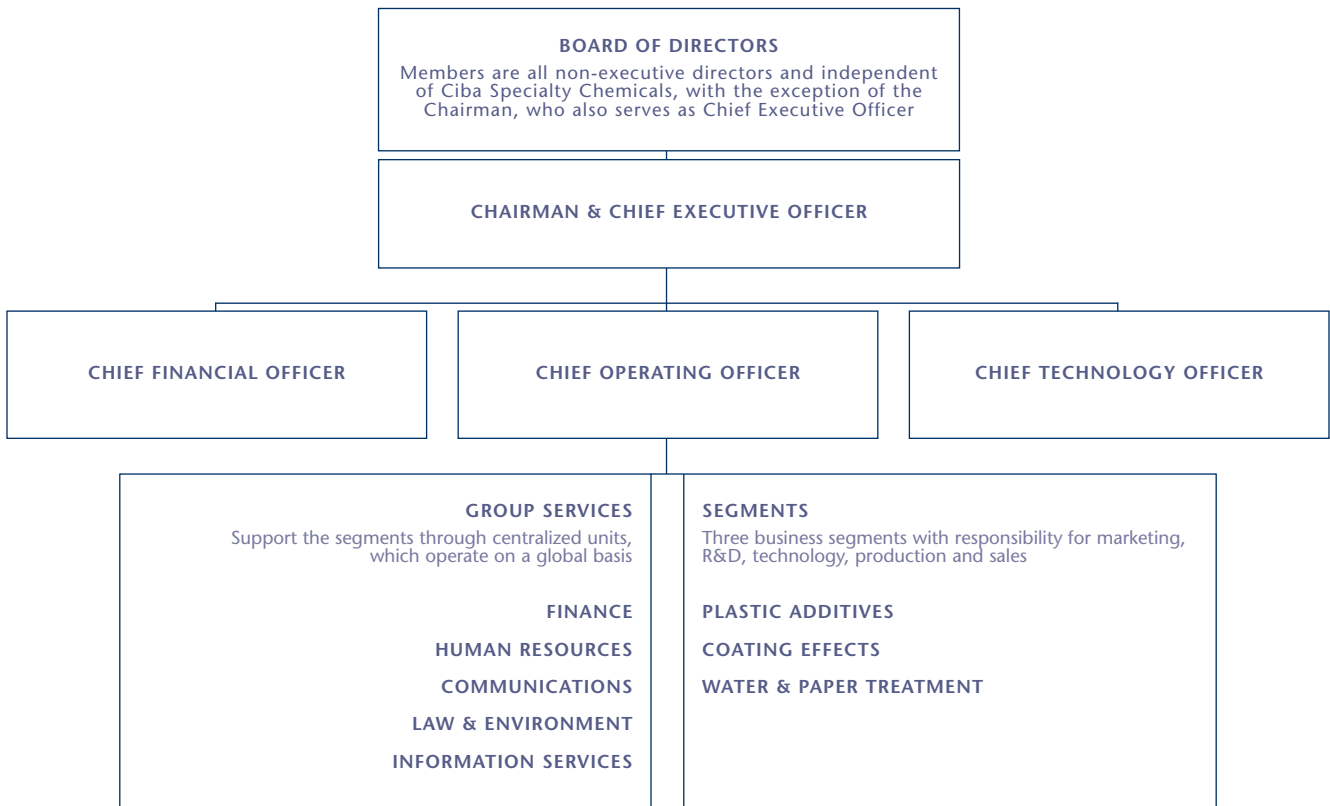 BOARD OF DIRECTORS
Members are all non-executive directors and independent
of Ciba Specialty Chemicals, with the exception of the
Chairman, who also serves as Chief Executive Officer
CHAIRMAN & CHIEF EXECUTIVE OFFICER
CHIEF FINANCIAL OFFICER
CHIEF OPERATING OFFICER
CHIEF TECHNOLOGY OFFICER
GROUP SERVICES
Support the segments through centralized units,
which operate on a global basis
FINANCE
HUMAN RESOURCES
COMMUNICATIONS
LAW & ENVIRONMENT
INFORMATION SERVICES
SEGMENTS
Three business segments with responsibility for marketing,
R&D, technology, production and sales
PLASTIC ADDITIVES
COATING EFFECTS
WATER & PAPER TREATMENT